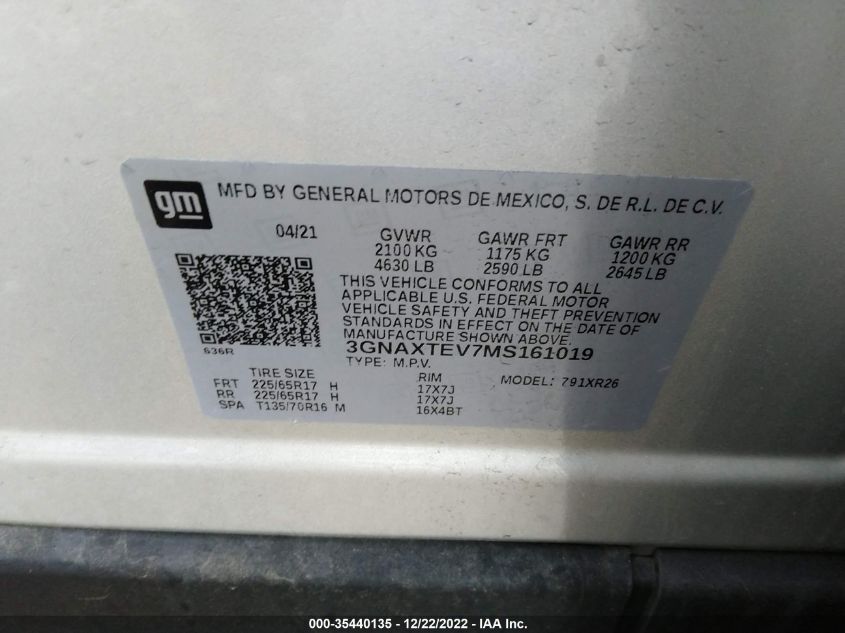 gm
MFD BY GENERAL MOTORS DE MEXICO, S. DE R.L. DE C.V.
04/21 GVWR GAWR FRT GAWR RR
2100 KG 1175 KG 1200 KG
4630 LB 2590 LB 2645 LB
THIS VEHICLE CONFORMS TO ALL
APPLICABLE U.S. FEDERAL MOTOR
VEHICLE SAFETY AND THEFT PREVENTION
STANDARDS IN EFFECT ON THE DATE OF
MANUFACTURE SHOWN ABOVE.
636R 3GNAXTEV7MS161019
TYPE: M.P.V.
TIRE SIZE RIM MODEL: 791XR26
FRT 225/65R17 H 17X7J
RR 225/65R17 H 17X7J
SPA T135/70R16 M 16X4BT
000-35440135 - 12/22/2022 - IAA Inc.